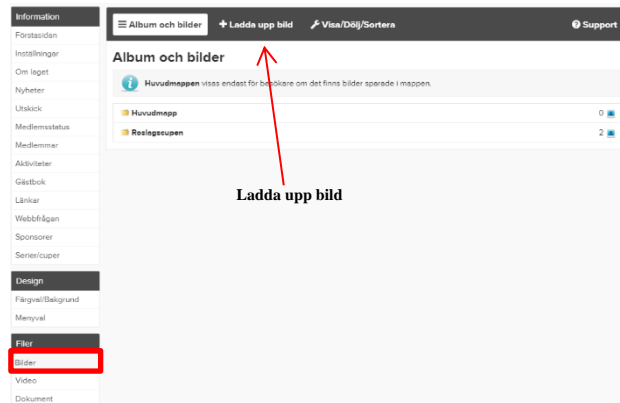 Information
Förstasidan
Inställningar
Om laget
Nyheter
Utskick
Medlemsstatus
Medlemmar
Aktiviteter
Gästbok
Länkar
Webbfrågan
Sponsorer
Serier/cuper
Design
Färgval/Bakgrund
Menyval
Filer
Bilder
Video
Dokument
Album och bilder
Ladda upp bild
Visa/Dölj/Sortera
Support
Album och bilder
Huvudmappen visas endast för besökare om det finns bilder sparade i mappen.
Huvudmapp 0
Roslagscupen 2
Ladda upp bild